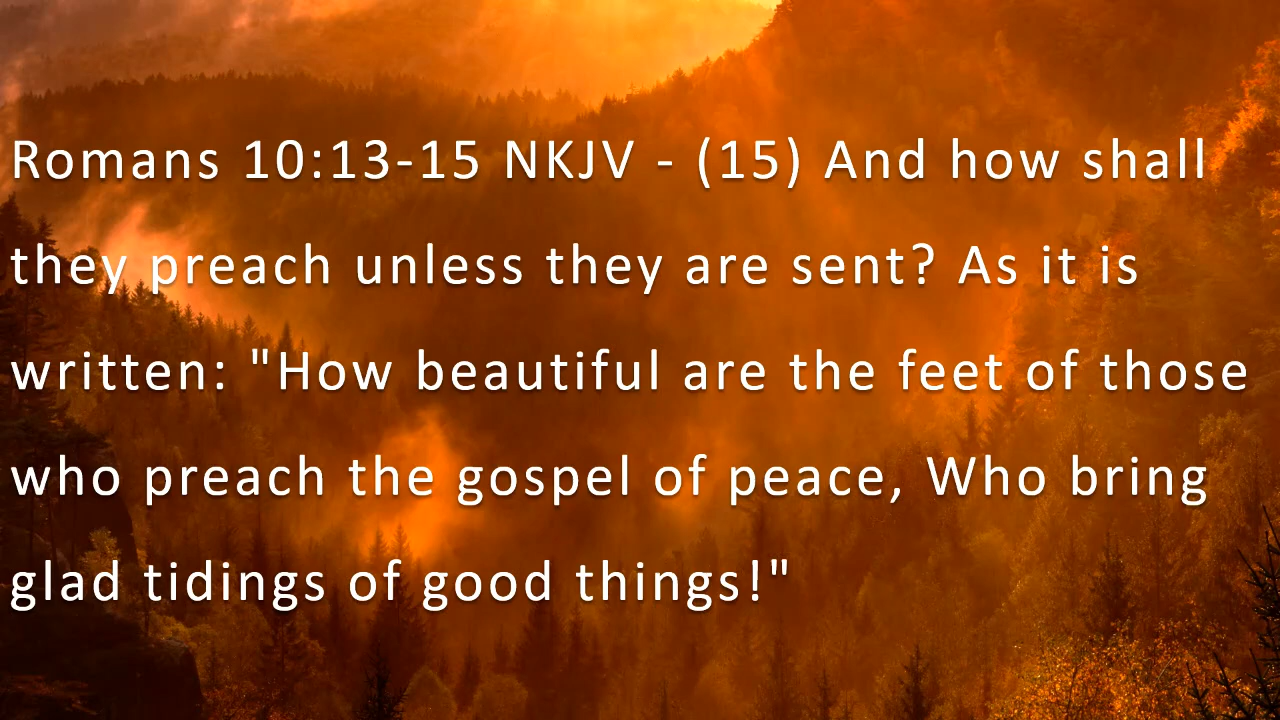 Romans 10:13-15 NKJV - (15) And how shall
they preach unless they are sent? As it is
written: "How beautiful are the feet of those
who preach the gospel of peace, Who bring
glad tidings of good things!"